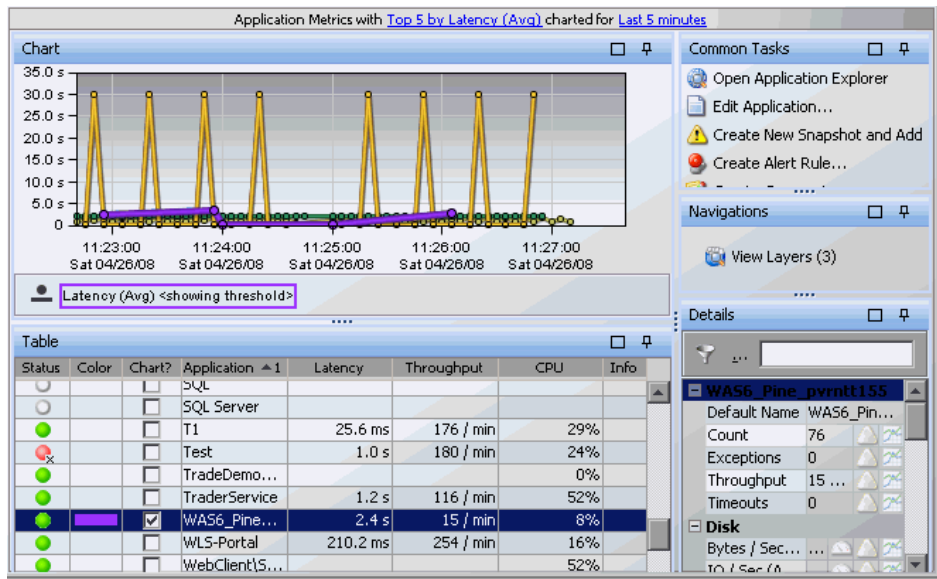 Application Metrics with Top 5 by Latency (Avg) charted for Last 5 minutes
Chart
35.0 s
30.0 s
25.0 s
20.0 s
15.0 s
10.0 s
5.0 s
0
11:23:00 11:24:00 11:25:00 11:26:00 11:27:00
Sat 04/26/08 Sat 04/26/08 Sat 04/26/08 Sat 04/26/08 Sat 04/26/08
Latency (Avg) <showing threshold>
Table
Status Color Chart? Application 1 Latency Throughput CPU Info
SQL
SQL Server
T1 25.6 ms 176 / min 29%
Test 1.0 s 180 / min 24%
TradeDemo... 0%
TraderService 1.2 s 116 / min 52%
WAS6_Pine... 2.4 s 15 / min 8%
WLS-Portal 210.2 ms 254 / min 16%
WebClient\S... 52%
Common Tasks
Open Application Explorer
Edit Application...
Create New Snapshot and Add
Create Alert Rule...
Navigations
View Layers (3)
Details
...
WAS6_Pine_pvrntt155
Default Name WAS6_Pin...
Count 76
Exceptions 0
Throughput 15 ...
Timeouts 0
Disk
Bytes / Sec... ...
IO / Sec (A